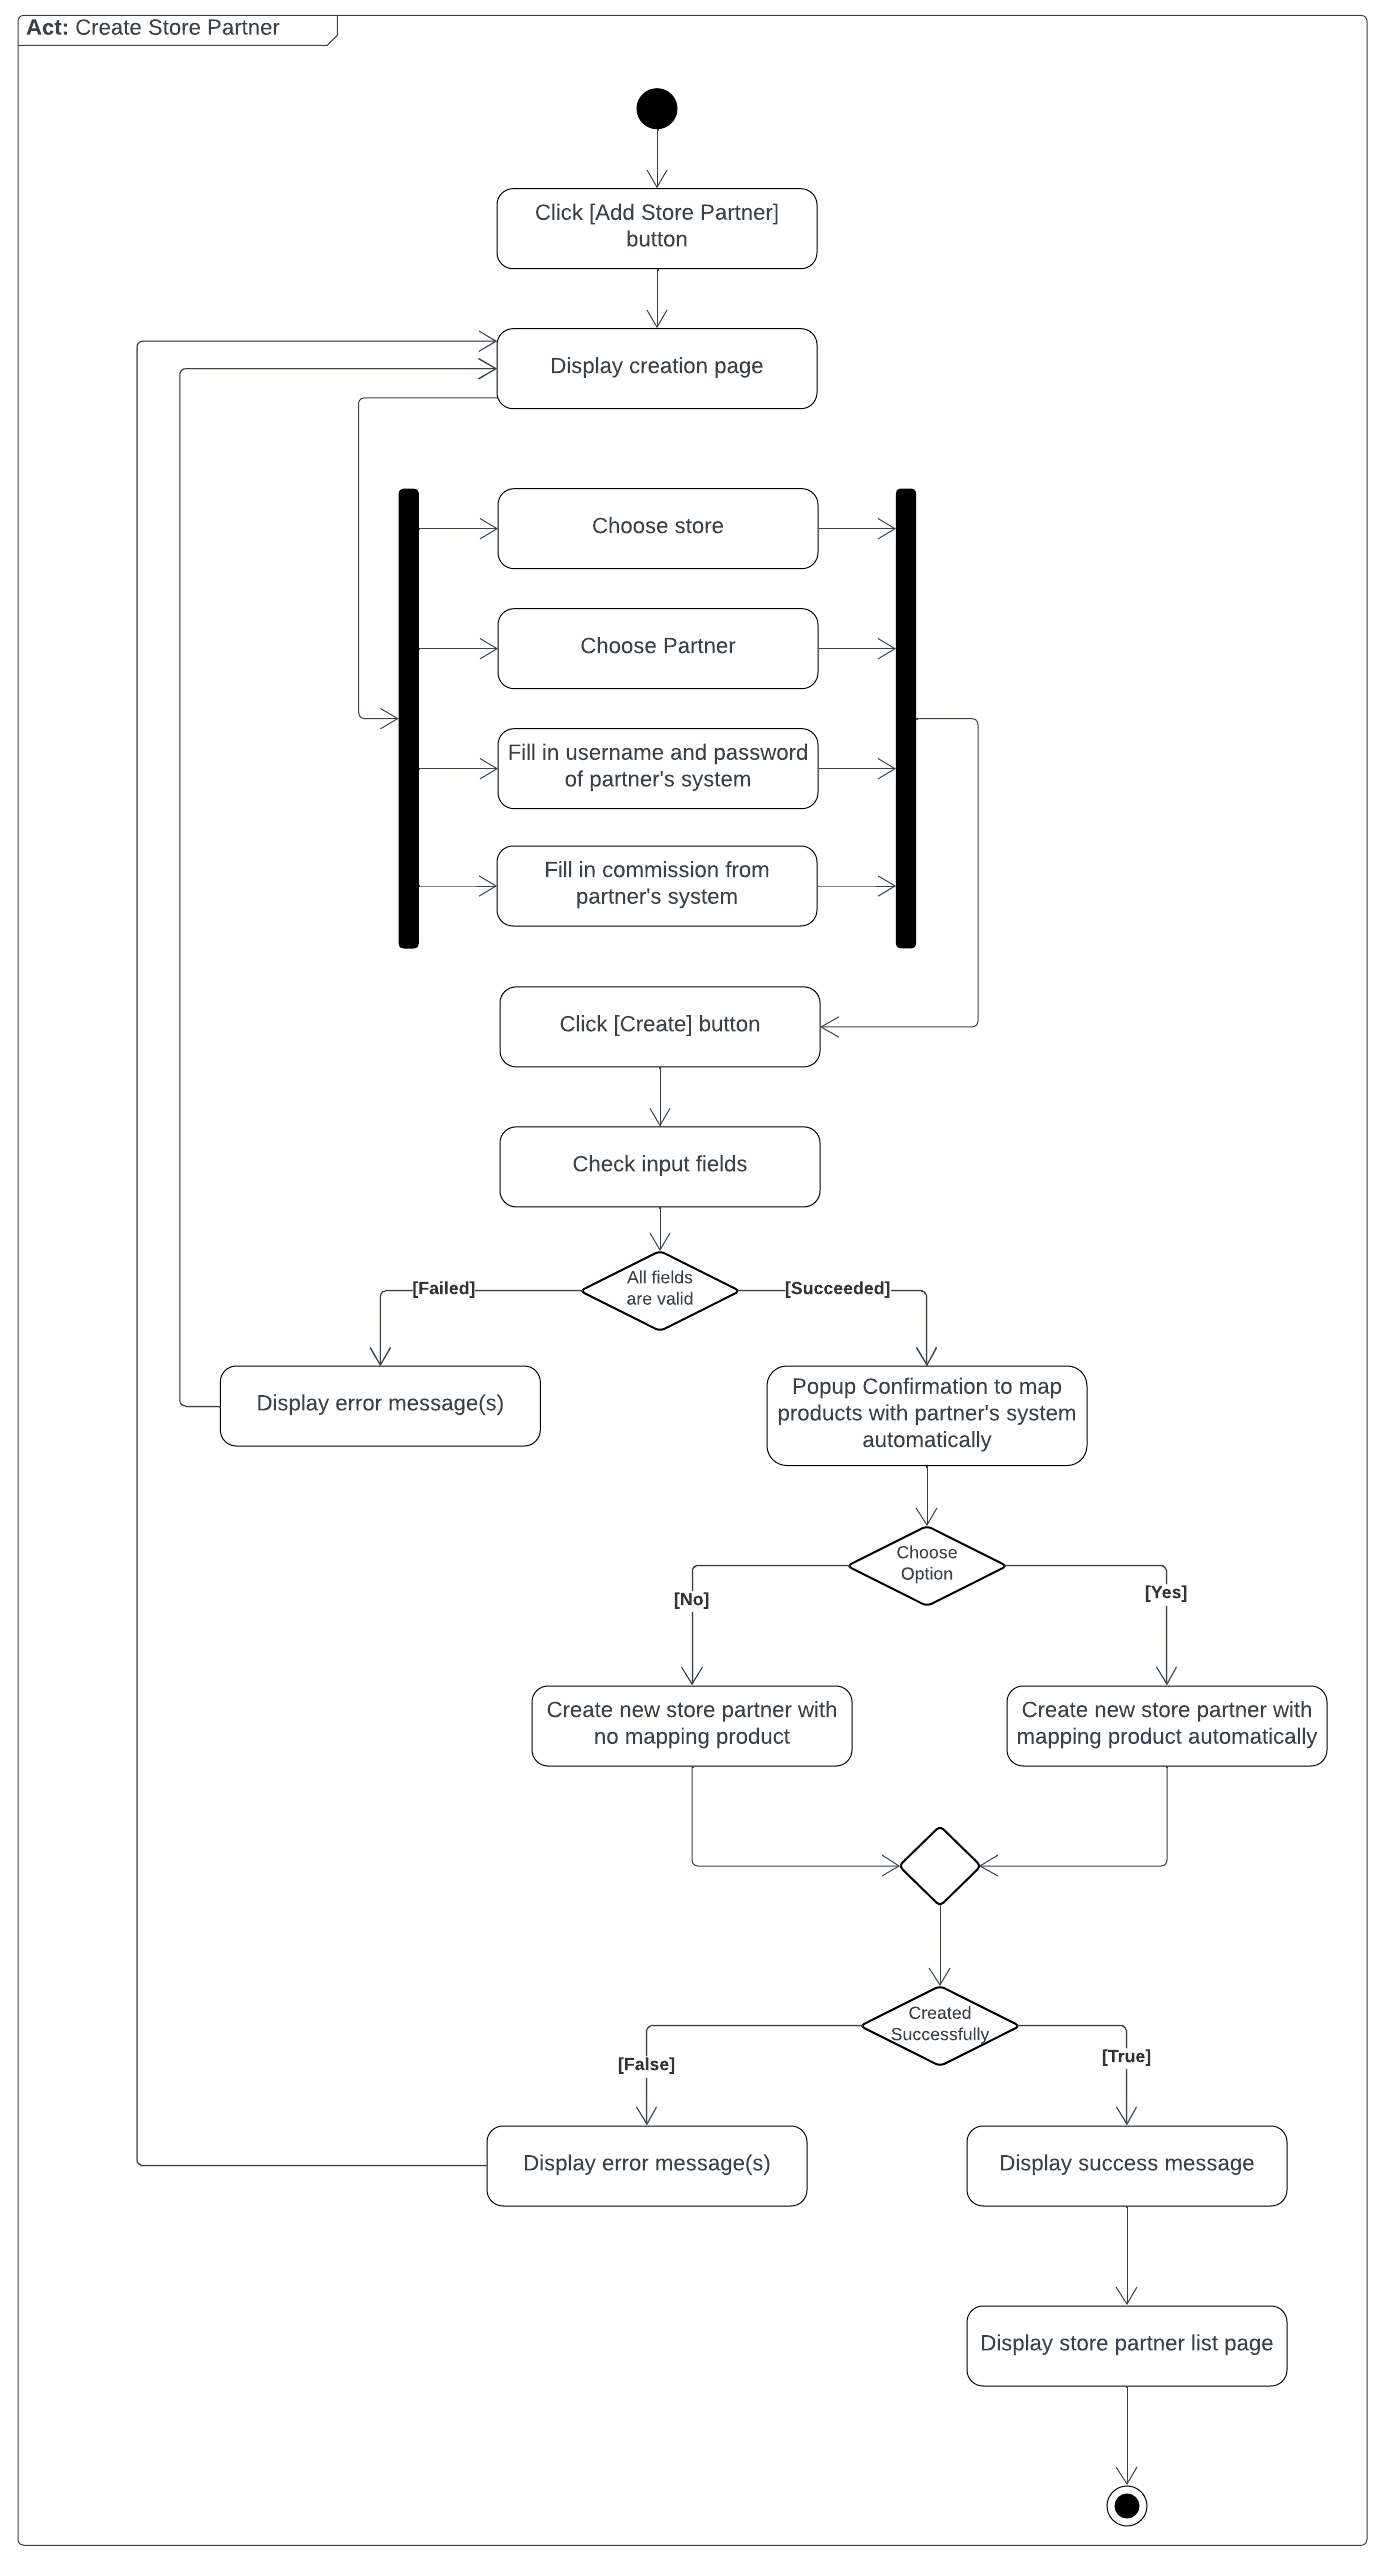 Act: Create Store Partner
Click [Add Store Partner]
button
Display creation page
Choose store
Choose Partner
Fill in username and password
of partner's system
Fill in commission from
partner's system
Click [Create] button
Check input fields
All fields
are valid
[Failed]
[Succeeded]
Display error message(s)
Popup Confirmation to map
products with partner's system
automatically
Choose
Option
[No]
[Yes]
Create new store partner with
no mapping product
Create new store partner with
mapping product automatically
Created
Successfully
[False]
[True]
Display error message(s)
Display success message
Display store partner list page